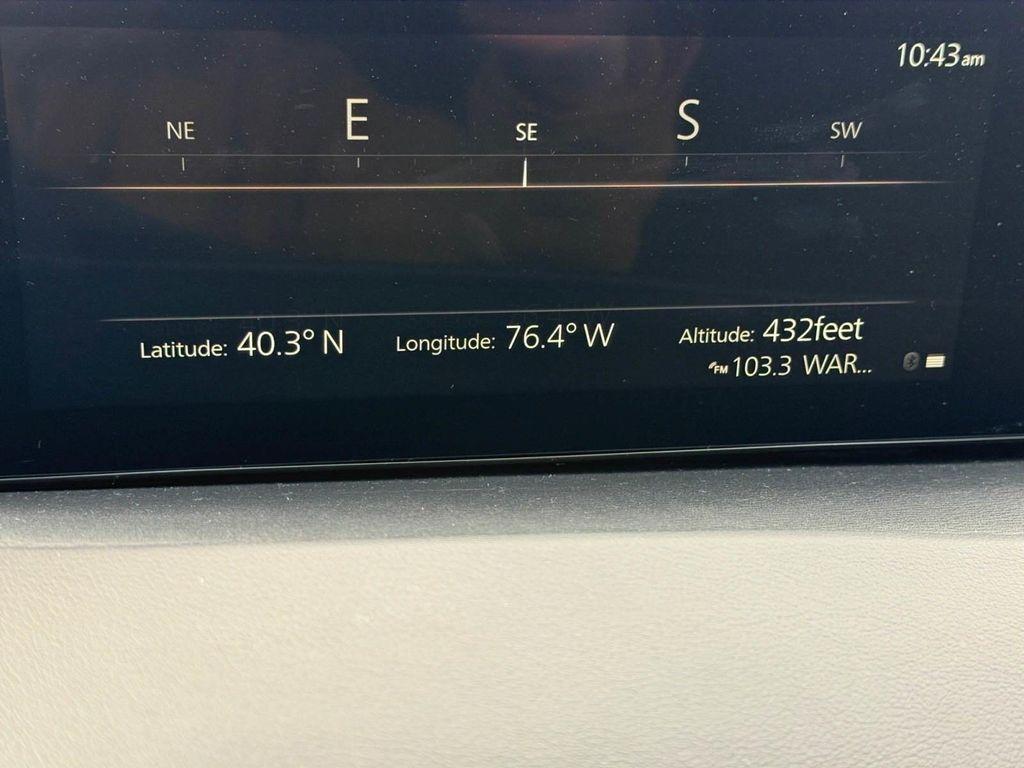 10:43am
NE E SE S SW
Latitude: 40.3° N Longitude: 76.4° W Altitude: 432feet
FM 103.3 WAR...